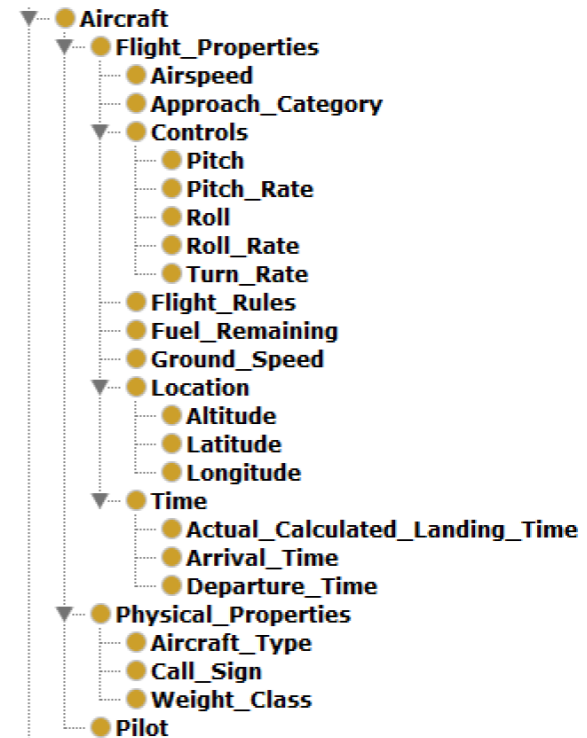 Aircraft
Flight_Properties
Airspeed
Approach_Category
Controls
Pitch
Pitch_Rate
Roll
Roll_Rate
Turn_Rate
Flight_Rules
Fuel_Remaining
Ground_Speed
Location
Altitude
Latitude
Longitude
Time
Actual_Calculated_Landing_Time
Arrival_Time
Departure_Time
Physical_Properties
Aircraft_Type
Call_Sign
Weight_Class
Pilot